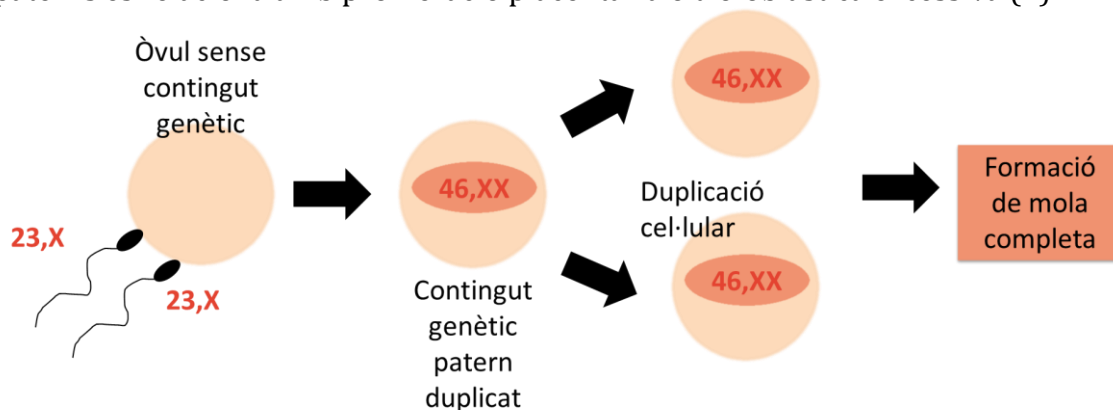 Òvul sense
contingut
genètic
23,X
23,X
46,XX
Contingut
genètic
patern
duplicat
46,XX
Duplicació
cel·lular
46,XX
Formació
de mola
completa